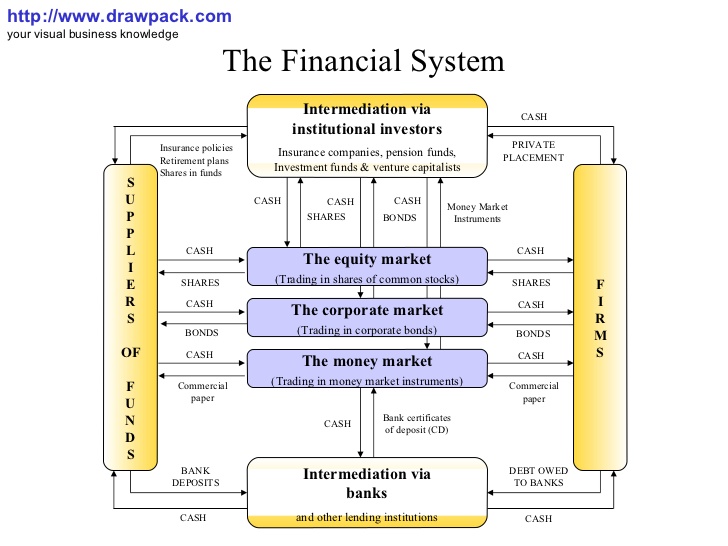 http://www.drawpack.com
your visual business knowledge
The Financial System
Intermediation via
institutional investors
Insurance companies, pension funds,
Investment funds & venture capitalists
CASH
PRIVATE
PLACEMENT
Insurance policies
Retirement plans
Shares in funds
CASH
SHARES
CASH
BONDS
CASH
Money Market
Instruments
SUPPLIERS OF FUNDS
FIRMS
CASH
SHARES
The equity market
(Trading in shares of common stocks)
CASH
SHARES
CASH
BONDS
The corporate market
(Trading in corporate bonds)
CASH
BONDS
CASH
Commercial
paper
The money market
(Trading in money market instruments)
CASH
Commercial
paper
CASH
Bank certificates
of deposit (CD)
BANK
DEPOSITS
CASH
Intermediation via
banks
and other lending institutions
DEBT OWED
TO BANKS
CASH